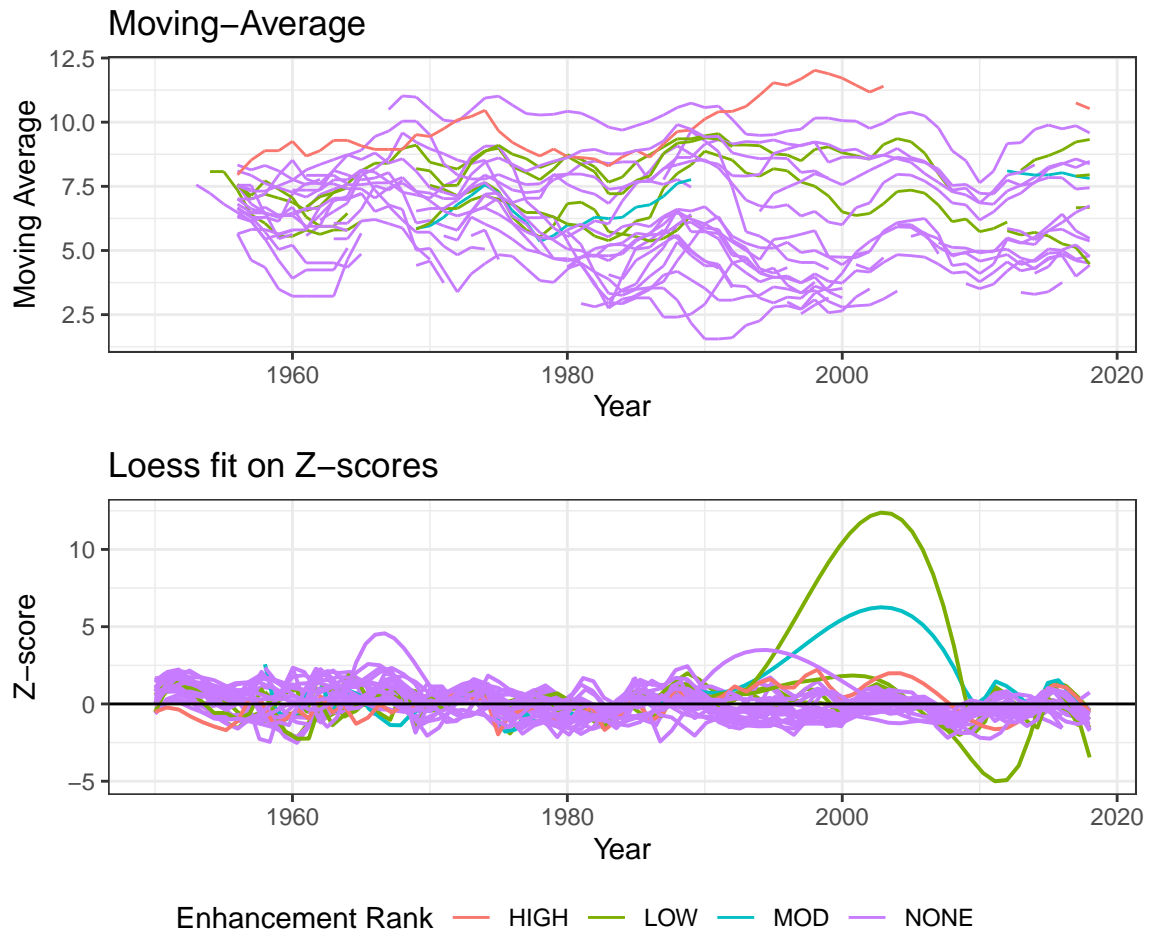 Moving−Average
12.5
10.0
7.5
5.0
2.5
Moving Average
1960 1980 2000 2020
Year
Loess fit on Z−scores
10
5
0
−5
Z−score
1960 1980 2000 2020
Year
Enhancement Rank HIGH LOW MOD NONE